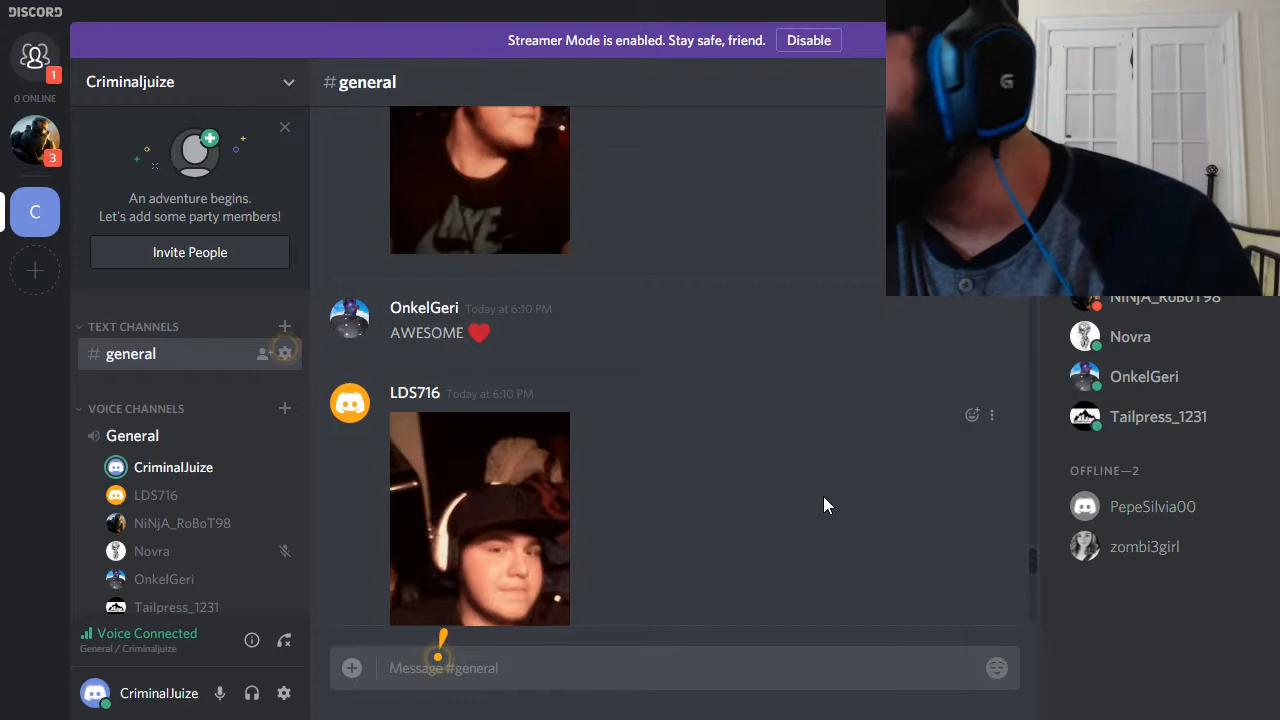 DISCORD
1
0 ONLINE
3
C
Streamer Mode is enabled. Stay safe, friend.
Disable
Criminaljuize
# general
An adventure begins.
Let's add some party members!
Invite People
TEXT CHANNELS
# general
VOICE CHANNELS
General
CriminalJuize
LDS716
NiNjA_RoBoT98
Novra
OnkelGeri
Tailpress_1231
Voice Connected
General / Criminaljuize
CriminalJuize
OnkelGeri Today at 6:10 PM
AWESOME ❤
LDS716 Today at 6:10 PM
Message #general
G
NiNjA_RoBoT98
Novra
OnkelGeri
Tailpress_1231
OFFLINE—2
PepeSilvia00
zombi3girl